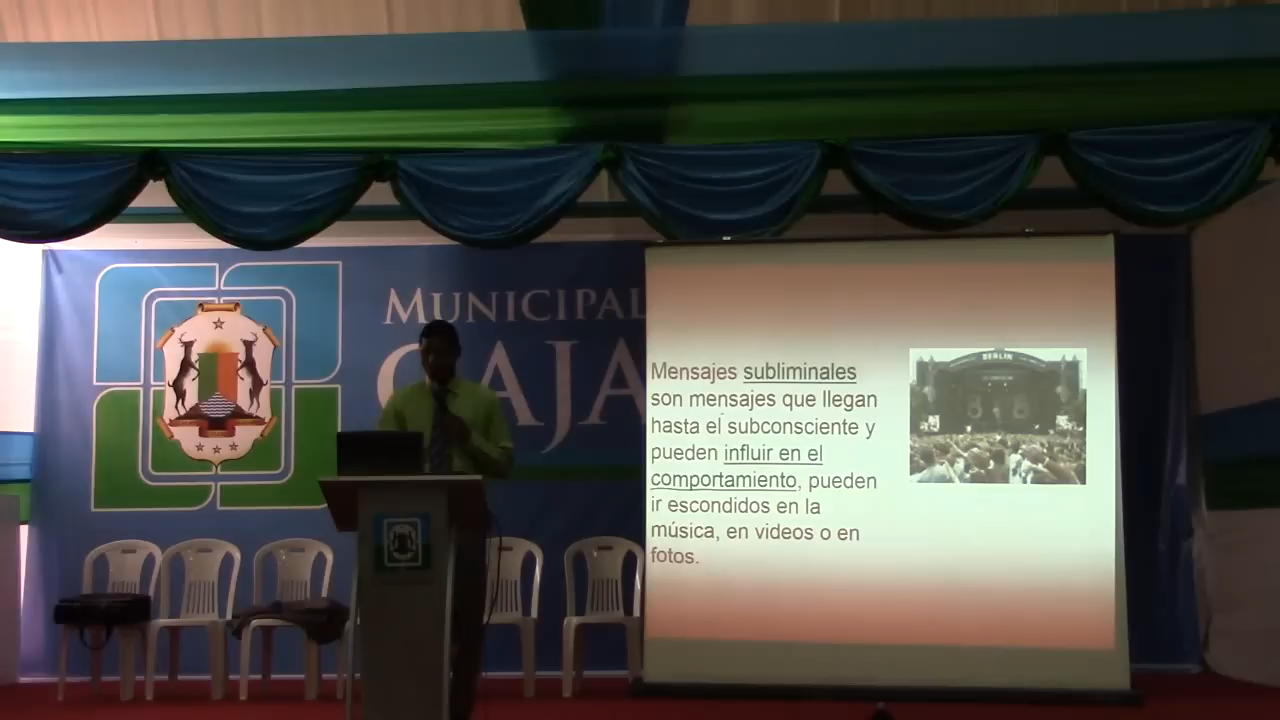 MUNICIPAL
CAJA
Mensajes subliminales
son mensajes que llegan
hasta el subconsciente y
pueden influir en el
comportamiento, pueden
ir escondidos en la
música, en videos o en
fotos.
BERLIN